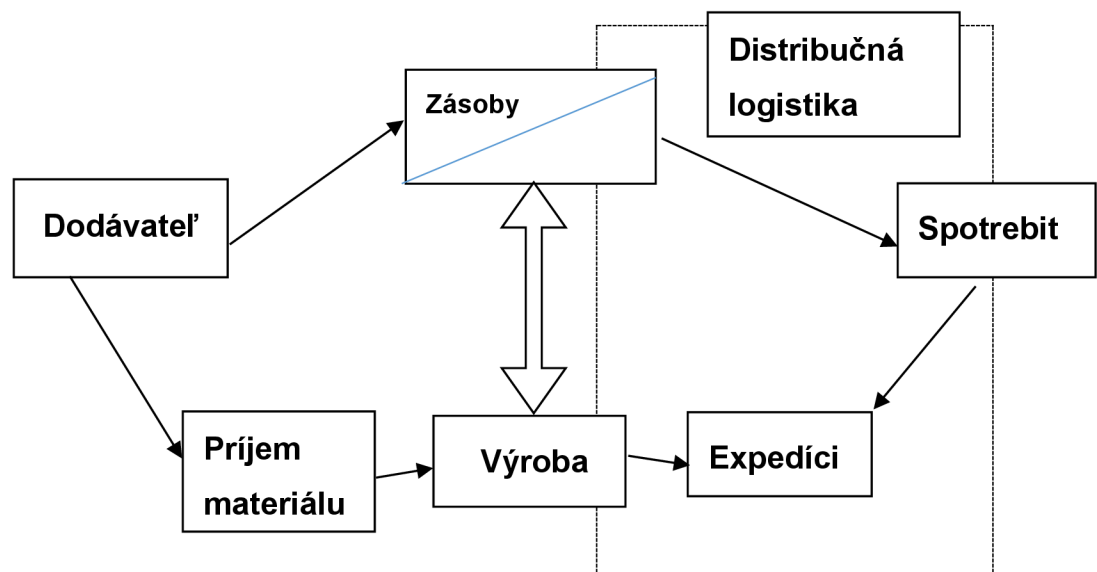 Distribučná
logistika
Zásoby
Dodávateľ
Spotrebit
Príjem
materiálu
Výroba
Expedíci